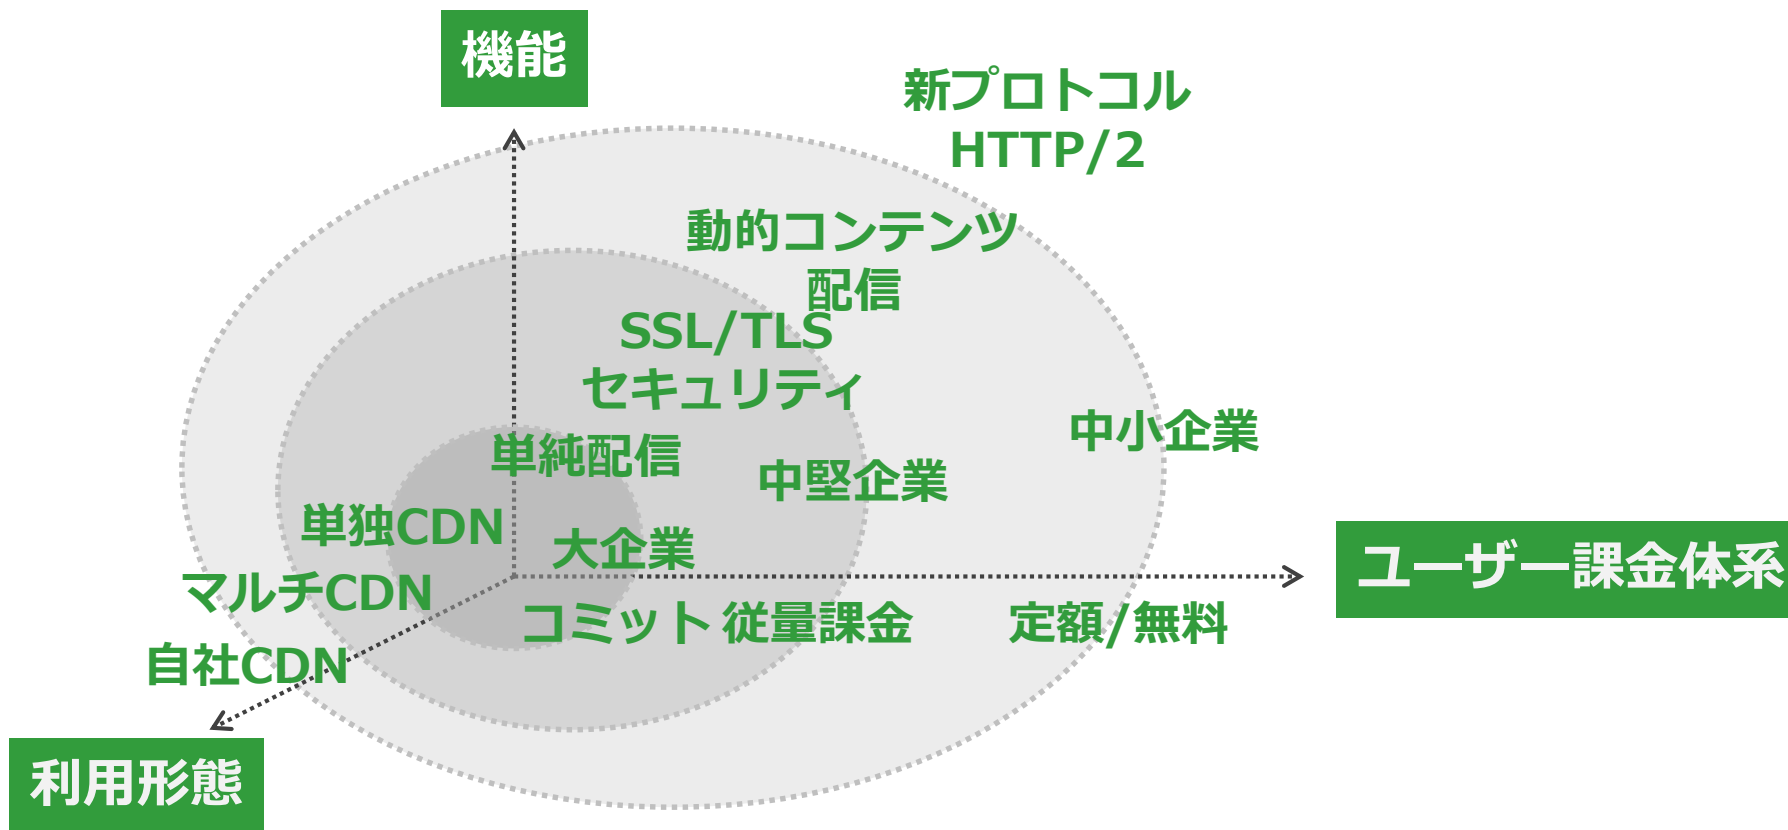 機能
新プロトコル
HTTP/2
動的コンテンツ
配信
SSL/TLS
セキュリティ
中小企業
単純配信
中堅企業
単独CDN
大企業
ユーザー課金体系
マルチCDN
コミット 従量課金
定額/無料
自社CDN
利用形態